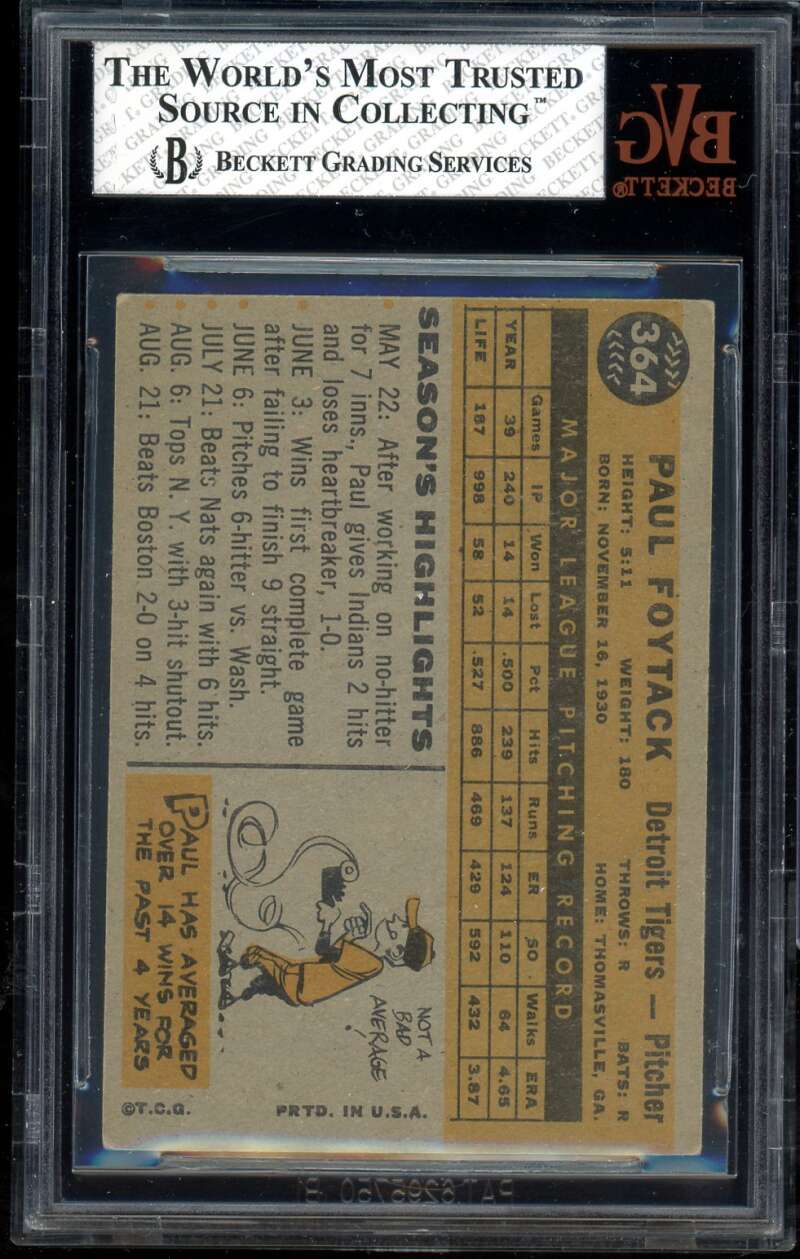 THE WORLD'S MOST TRUSTED
SOURCE IN COLLECTING™
B BECKETT GRADING SERVICES
BVG
BECKETT®
364
PAUL FOYTACK Detroit Tigers — Pitcher
HEIGHT: 5:11 WEIGHT: 180 THROWS: R BATS: R
BORN: NOVEMBER 16, 1930 HOME: THOMASVILLE, GA.
MAJOR LEAGUE PITCHING RECORD
Games IP Won Lost Pct Hits Runs ER SO Walks ERA
YEAR 39 240 14 14 .500 239 137 124 110 64 4.65
LIFE 187 998 58 52 .527 886 469 429 592 432 3.87
SEASON'S HIGHLIGHTS
MAY 22: After working on no-hitter
for 7 inns., Paul gives Indians 2 hits
and loses heartbreaker, 1-0.
JUNE 3: Wins first complete game
after failing to finish 9 straight.
JUNE 6: Pitches 6-hitter vs. Wash.
JULY 21: Beats Nats again with 6 hits.
AUG. 6: Tops N. Y. with 3-hit shutout.
AUG. 21: Beats Boston 2-0 on 4 hits.
NOT A
BAD
AVERAGE!
PAUL HAS AVERAGED
OVER 14 WINS FOR
THE PAST 4 YEARS
©T.C.G. PRTD. IN U.S.A.